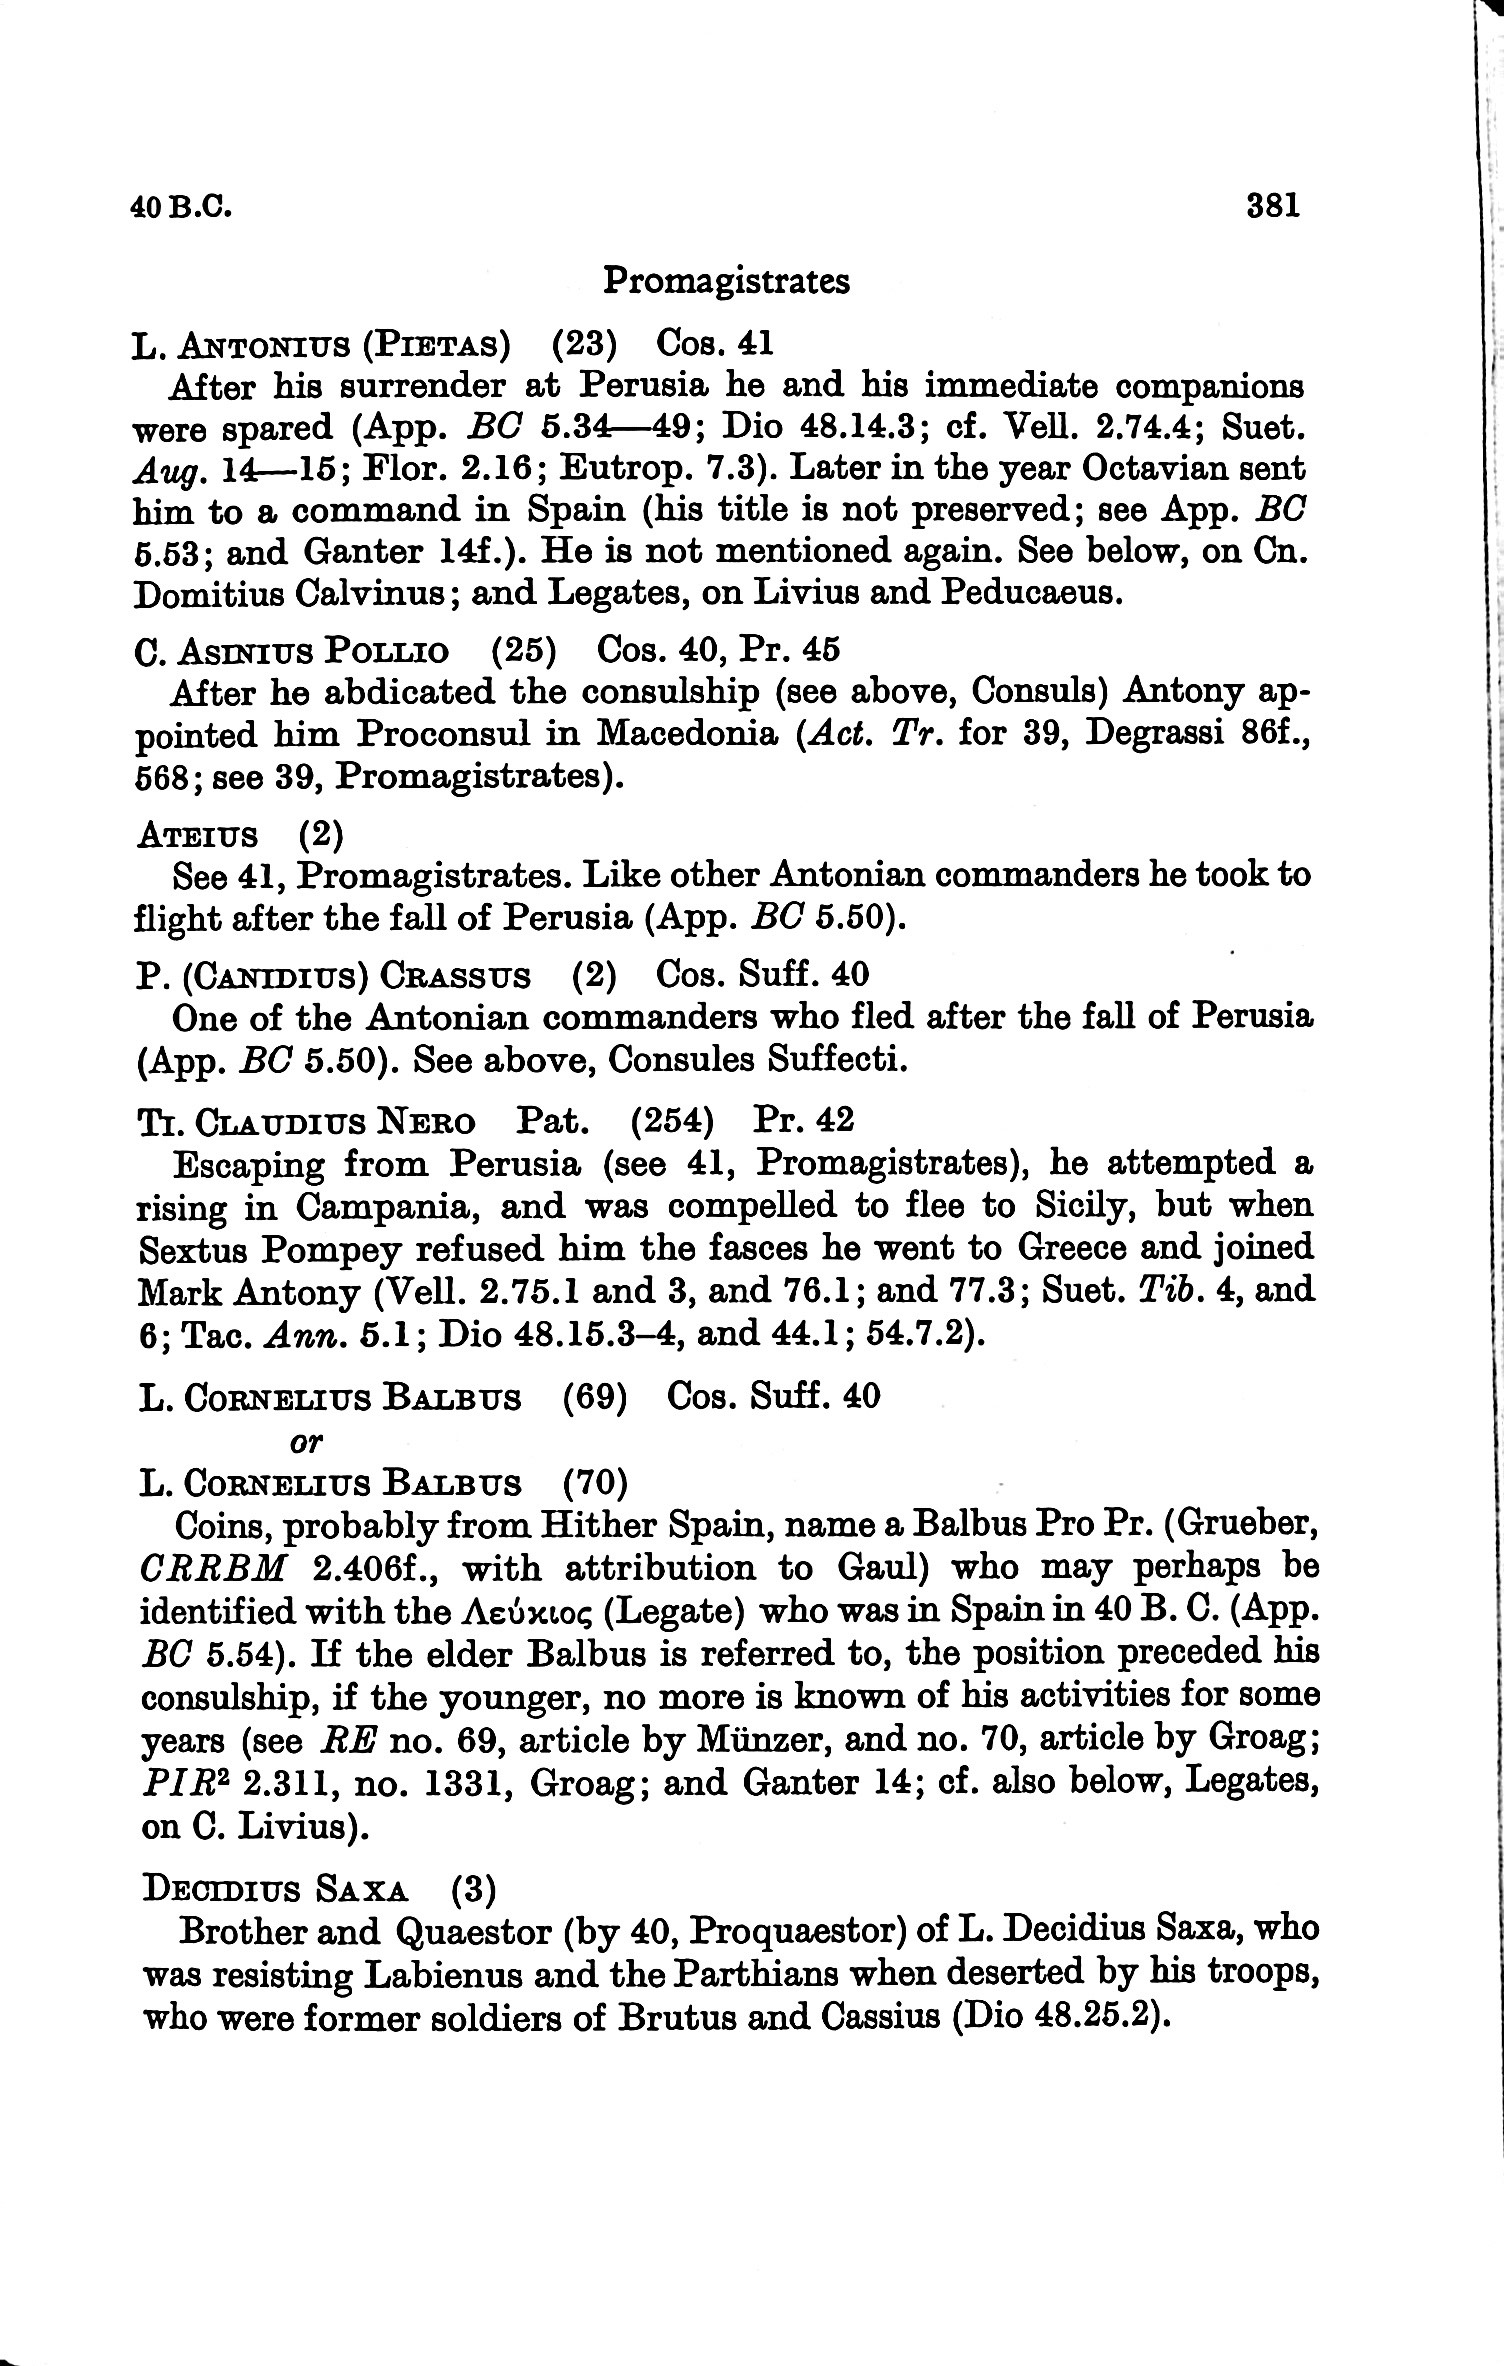 40 B.C. 381
Promagistrates
L. ANTONIUS (PIETAS) (23) Cos. 41
After his surrender at Perusia he and his immediate companions
were spared (App. BC 5.34—49; Dio 48.14.3; cf. Vell. 2.74.4; Suet.
Aug. 14—15; Flor. 2.16; Eutrop. 7.3). Later in the year Octavian sent
him to a command in Spain (his title is not preserved; see App. BC
5.53; and Ganter 14f.). He is not mentioned again. See below, on Cn.
Domitius Calvinus; and Legates, on Livius and Peducaeus.
C. ASINIUS POLLIO (25) Cos. 40, Pr. 45
After he abdicated the consulship (see above, Consuls) Antony ap-
pointed him Proconsul in Macedonia (Act. Tr. for 39, Degrassi 86f.,
568; see 39, Promagistrates).
ATEIUS (2)
See 41, Promagistrates. Like other Antonian commanders he took to
flight after the fall of Perusia (App. BC 5.50).
P. (CANIDIUS) CRASSUS (2) Cos. Suff. 40
One of the Antonian commanders who fled after the fall of Perusia
(App. BC 5.50). See above, Consules Suffecti.
TI. CLAUDIUS NERO Pat. (254) Pr. 42
Escaping from Perusia (see 41, Promagistrates), he attempted a
rising in Campania, and was compelled to flee to Sicily, but when
Sextus Pompey refused him the fasces he went to Greece and joined
Mark Antony (Vell. 2.75.1 and 3, and 76.1; and 77.3; Suet. Tib. 4, and
6; Tac. Ann. 5.1; Dio 48.15.3–4, and 44.1; 54.7.2).
L. CORNELIUS BALBUS (69) Cos. Suff. 40
or
L. CORNELIUS BALBUS (70)
Coins, probably from Hither Spain, name a Balbus Pro Pr. (Grueber,
CRRBM 2.406f., with attribution to Gaul) who may perhaps be
identified with the Λεύκιος (Legate) who was in Spain in 40 B. C. (App.
BC 5.54). If the elder Balbus is referred to, the position preceded his
consulship, if the younger, no more is known of his activities for some
years (see RE no. 69, article by Münzer, and no. 70, article by Groag;
PIR² 2.311, no. 1331, Groag; and Ganter 14; cf. also below, Legates,
on C. Livius).
DECIDIUS SAXA (3)
Brother and Quaestor (by 40, Proquaestor) of L. Decidius Saxa, who
was resisting Labienus and the Parthians when deserted by his troops,
who were former soldiers of Brutus and Cassius (Dio 48.25.2).